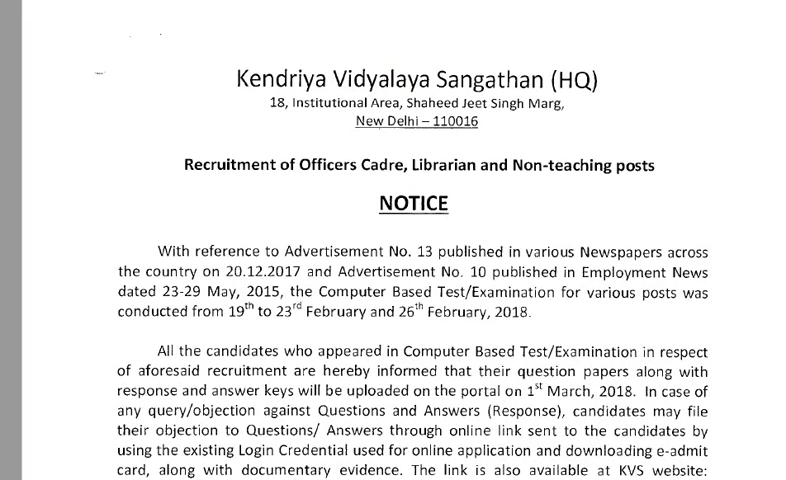 Kendriya Vidyalaya Sangathan (HQ)
18, Institutional Area, Shaheed Jeet Singh Marg,
New Delhi – 110016
Recruitment of Officers Cadre, Librarian and Non-teaching posts
NOTICE
With reference to Advertisement No. 13 published in various Newspapers across
the country on 20.12.2017 and Advertisement No. 10 published in Employment News
dated 23-29 May, 2015, the Computer Based Test/Examination for various posts was
conducted from 19th to 23rd February and 26th February, 2018.
All the candidates who appeared in Computer Based Test/Examination in respect
of aforesaid recruitment are hereby informed that their question papers along with
response and answer keys will be uploaded on the portal on 1st March, 2018. In case of
any query/objection against Questions and Answers (Response), candidates may file
their objection to Questions/ Answers through online link sent to the candidates by
using the existing Login Credential used for online application and downloading e-admit
card, along with documentary evidence. The link is also available at KVS website: